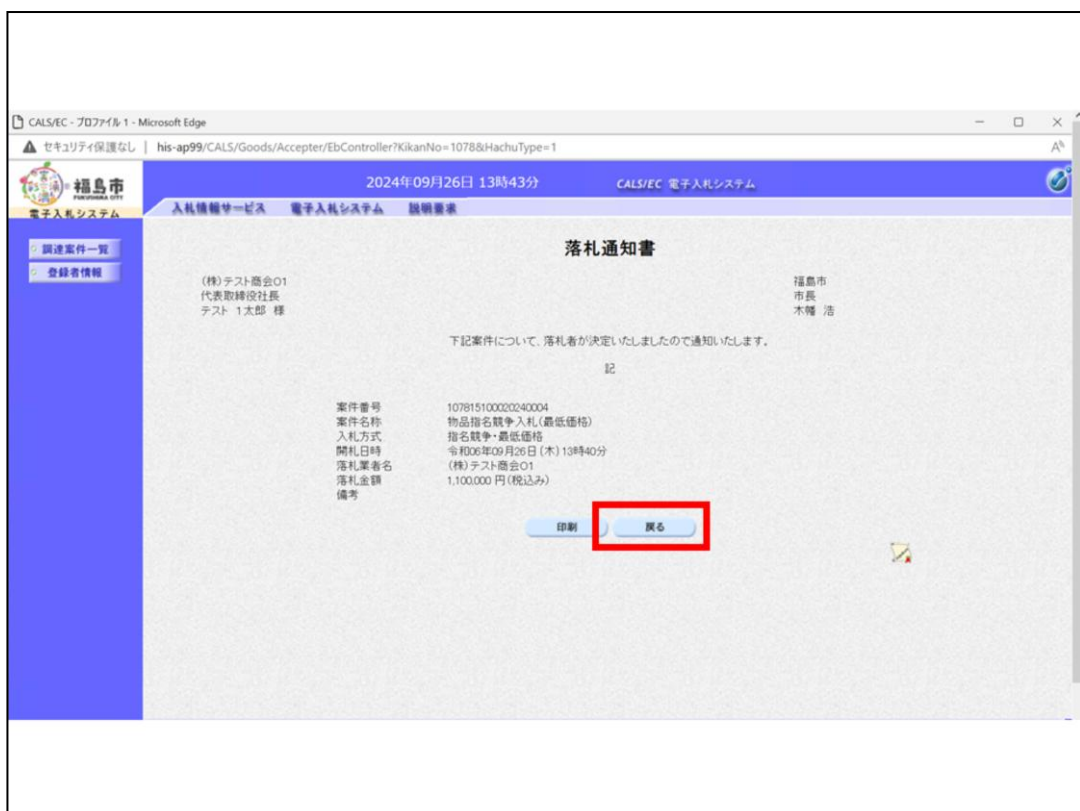 CALS/EC - プロファイル 1 - Microsoft Edge
セキュリティ保護なし | his-ap99/CALS/Goods/Accepter/EbController?KikanNo=1078&HachuType=1
福島市
FUKUSHIMA CITY
電子入札システム
2024年09月26日 13時43分
CALS/EC 電子入札システム
入札情報サービス 電子入札システム 説明要求
調達案件一覧
登録者情報
落札通知書
(株)テスト商会01
代表取締役社長
テスト 1太郎 様
福島市
市長
木幡 浩
下記案件について、落札者が決定いたしましたので通知いたします。
記
案件番号 107815100020240004
案件名称 物品指名競争入札(最低価格)
入札方式 指名競争・最低価格
開札日時 令和06年09月26日(木)13時40分
落札業者名 (株)テスト商会01
落札金額 1,100,000 円(税込み)
備考
印刷 戻る